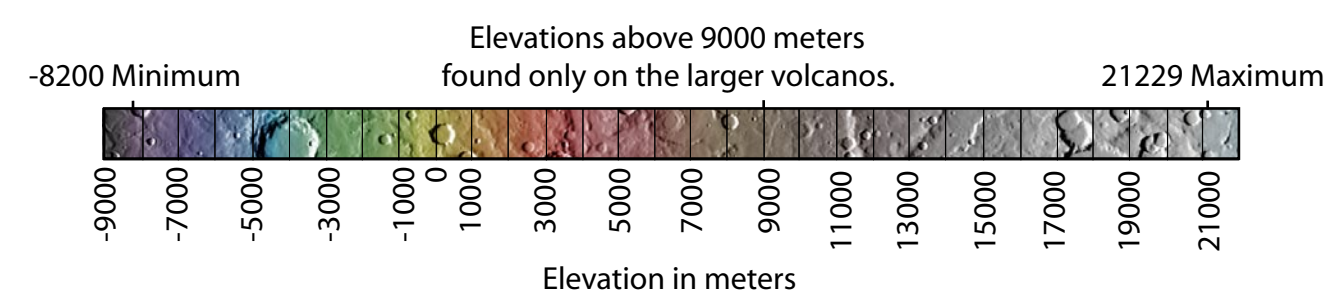 Elevations above 9000 meters
-8200 Minimum found only on the larger volcanos. 21229 Maximum
-9000 -7000 -5000 -3000 -1000 0 1000 3000 5000 7000 9000 11000 13000 15000 17000 19000 21000
Elevation in meters